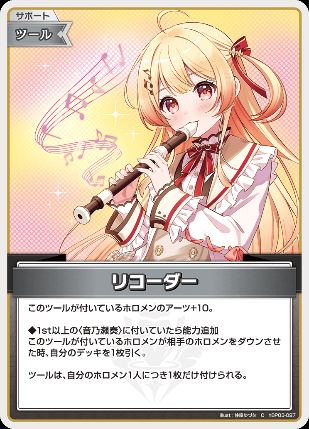 サポート
ツール
リコーダー
このツールが付いているホロメンのアーツ+10。
◆1st以上の〈音乃瀬奏〉に付いていたら能力追加
このツールが付いているホロメンが相手のホロメンをダウンさせ
た時、自分のデッキを1枚引く。
ツールは、自分のホロメン1人につき1枚だけ付けられる。
illust: C